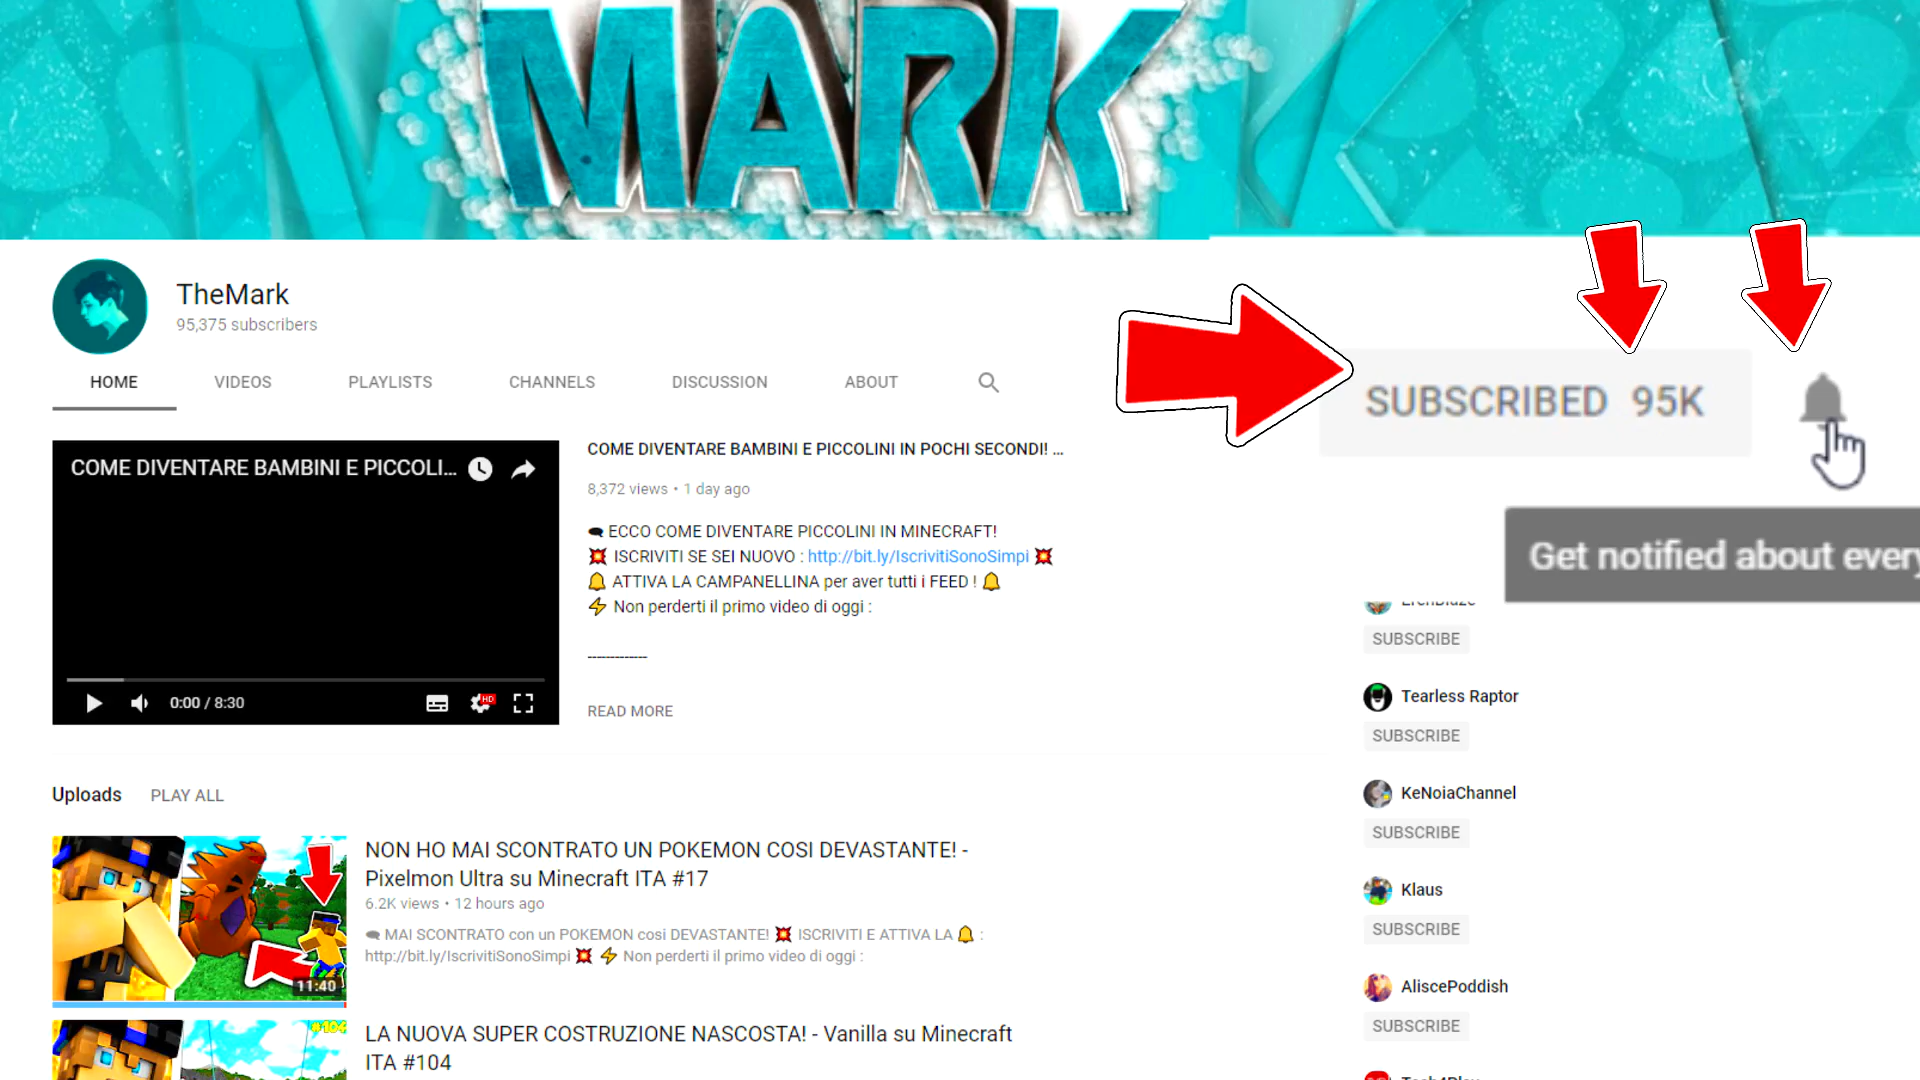 MARK
TheMark
95,375 subscribers
HOME VIDEOS PLAYLISTS CHANNELS DISCUSSION ABOUT
SUBSCRIBED 95K
Get notified about every
COME DIVENTARE BAMBINI E PICCOLI...
0:00 / 8:30
HD
COME DIVENTARE BAMBINI E PICCOLINI IN POCHI SECONDI! ...
8,372 views • 1 day ago
ECCO COME DIVENTARE PICCOLINI IN MINECRAFT!
💥 ISCRIVITI SE SEI NUOVO : http://bit.ly/IscrivitiSonoSimpi 💥
🔔 ATTIVA LA CAMPANELLINA per aver tutti i FEED ! 🔔
⚡ Non perderti il primo video di oggi :
-------------
READ MORE
Uploads PLAY ALL
11:40
NON HO MAI SCONTRATO UN POKEMON COSI DEVASTANTE! -
Pixelmon Ultra su Minecraft ITA #17
6.2K views • 12 hours ago
MAI SCONTRATO con un POKEMON cosi DEVASTANTE! 💥 ISCRIVITI E ATTIVA LA 🔔 :
http://bit.ly/IscrivitiSonoSimpi 💥 ⚡ Non perderti il primo video di oggi :
#104
LA NUOVA SUPER COSTRUZIONE NASCOSTA! - Vanilla su Minecraft
ITA #104
SUBSCRIBE
Tearless Raptor
SUBSCRIBE
KeNoiaChannel
SUBSCRIBE
Klaus
SUBSCRIBE
AliscePoddish
SUBSCRIBE